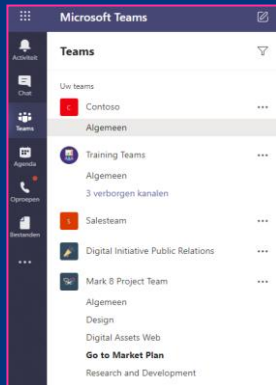 Microsoft Teams
Activiteit
Chat
Teams
Agenda
Oproepen
Bestanden
Teams
Uw teams
C Contoso
Algemeen
Training Teams
Algemeen
3 verborgen kanalen
S Salesteam
Digital Initiative Public Relations
Mark 8 Project Team
Algemeen
Design
Digital Assets Web
Go to Market Plan
Research and Development